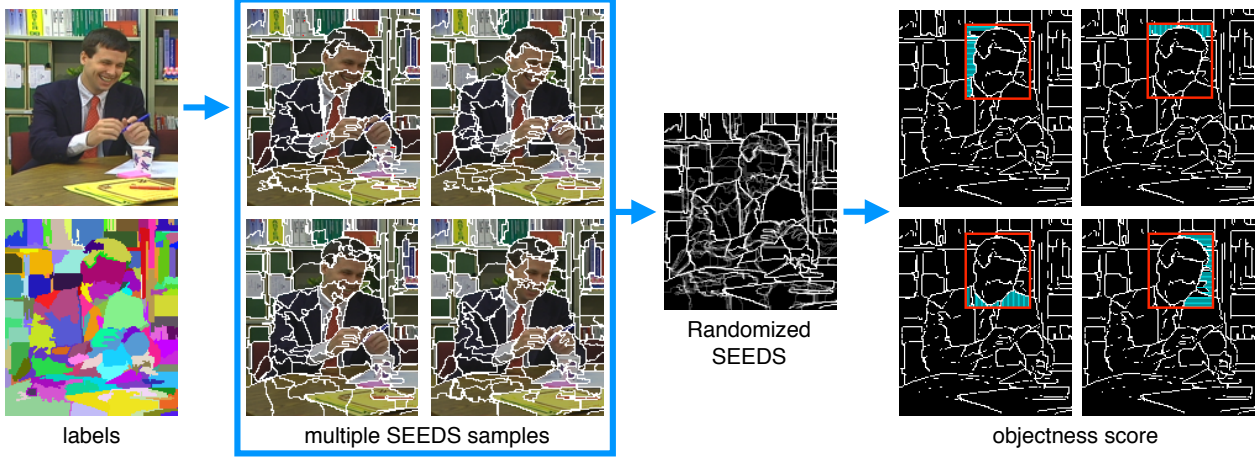 Randomized
SEEDS
labels
multiple SEEDS samples
objectness score